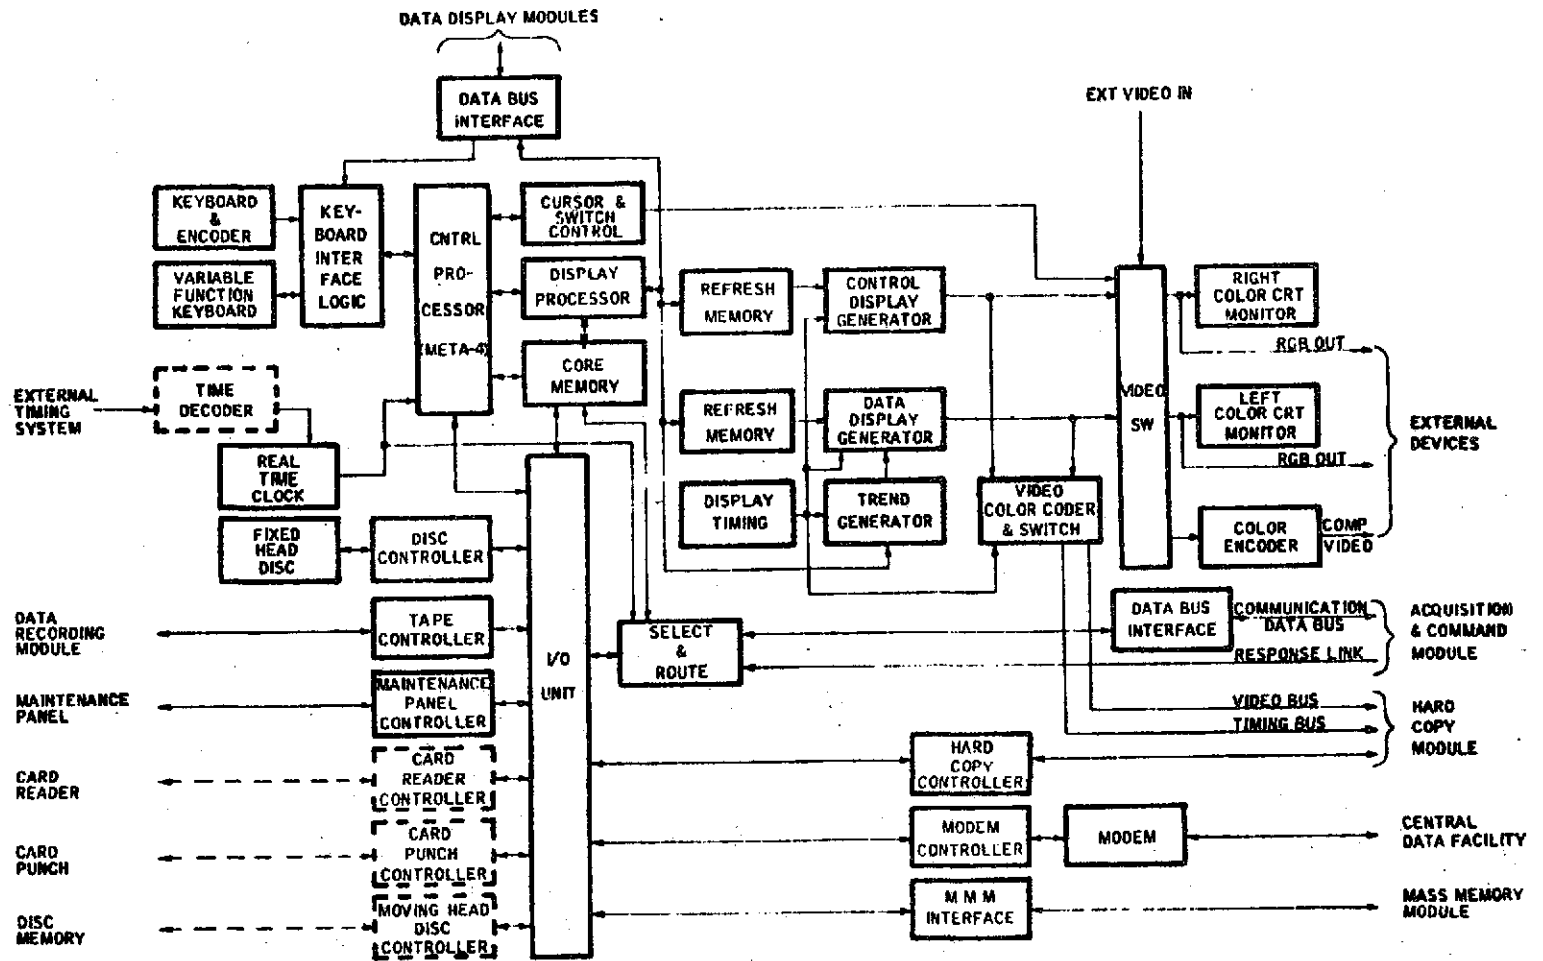 DATA DISPLAY MODULES
DATA BUS
INTERFACE
EXT VIDEO IN
KEYBOARD
&
ENCODER
VARIABLE
FUNCTION
KEYBOARD
KEY-
BOARD
INTER
FACE
LOGIC
CNTRL
PRO-
CESSOR
(META-4)
CURSOR &
SWITCH
CONTROL
DISPLAY
PROCESSOR
CORE
MEMORY
REFRESH
MEMORY
CONTROL
DISPLAY
GENERATOR
REFRESH
MEMORY
DATA
DISPLAY
GENERATOR
DISPLAY
TIMING
TREND
GENERATOR
VIDEO
COLOR CODER
& SWITCH
VIDEO
SW
RIGHT
COLOR CRT
MONITOR
RGB OUT
LEFT
COLOR CRT
MONITOR
RGB OUT
COLOR
ENCODER
COMP
VIDEO
EXTERNAL
DEVICES
EXTERNAL
TIMING
SYSTEM
TIME
DECODER
REAL
TIME
CLOCK
FIXED
HEAD
DISC
DISC
CONTROLLER
DATA
RECORDING
MODULE
TAPE
CONTROLLER
MAINTENANCE
PANEL
MAINTENANCE
PANEL
CONTROLLER
CARD
READER
CARD
READER
CONTROLLER
CARD
PUNCH
CARD
PUNCH
CONTROLLER
DISC
MEMORY
MOVING HEAD
DISC
CONTROLLER
I/O
UNIT
SELECT
&
ROUTE
DATA BUS
INTERFACE
COMMUNICATION
DATA BUS
RESPONSE LINK
ACQUISITION
& COMMAND
MODULE
VIDEO BUS
TIMING BUS
HARD
COPY
MODULE
HARD
COPY
CONTROLLER
MODEM
CONTROLLER
MODEM
CENTRAL
DATA FACILITY
M M M
INTERFACE
MASS MEMORY
MODULE